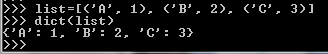 >>> list=[('A', 1), ('B', 2), ('C', 3)]
>>> dict(list)
{'A': 1, 'B': 2, 'C': 3}
>>>